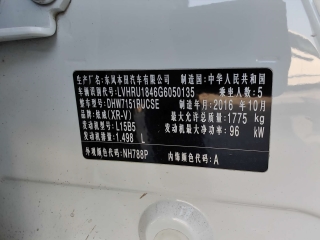 生产厂名:东风本田汽车有限公司 制造国:中华人民共和国
车辆识别代号:LVHRU1846G6050135 乘坐人数:5
整车型号:DHW7151RUCSE 制造年月:2016 年 10月
品牌:炫威(XR-V) 最大允许总质量:1775 kg
发动机型号:L15B5 发动机最大净功率:96 kW
发动机排量:1.498 L
外观颜色代码:NH788P 内饰颜色代码:A